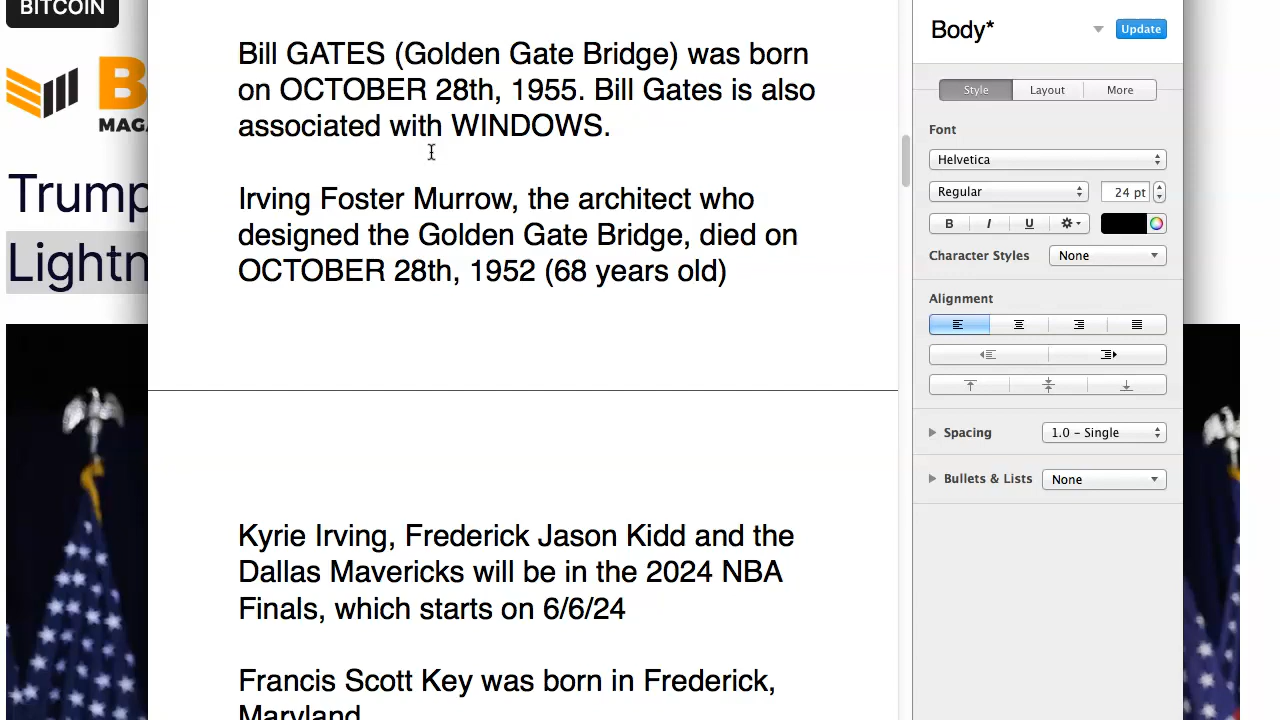 BITCOIN
B
MAGA
Trump
Lightn
Bill GATES (Golden Gate Bridge) was born
on OCTOBER 28th, 1955. Bill Gates is also
associated with WINDOWS.
Irving Foster Murrow, the architect who
designed the Golden Gate Bridge, died on
OCTOBER 28th, 1952 (68 years old)
Kyrie Irving, Frederick Jason Kidd and the
Dallas Mavericks will be in the 2024 NBA
Finals, which starts on 6/6/24
Francis Scott Key was born in Frederick,
Maryland
Body*
Update
Style Layout More
Font
Helvetica
Regular 24 pt
B I U
Character Styles None
Alignment
Spacing 1.0 – Single
Bullets & Lists None